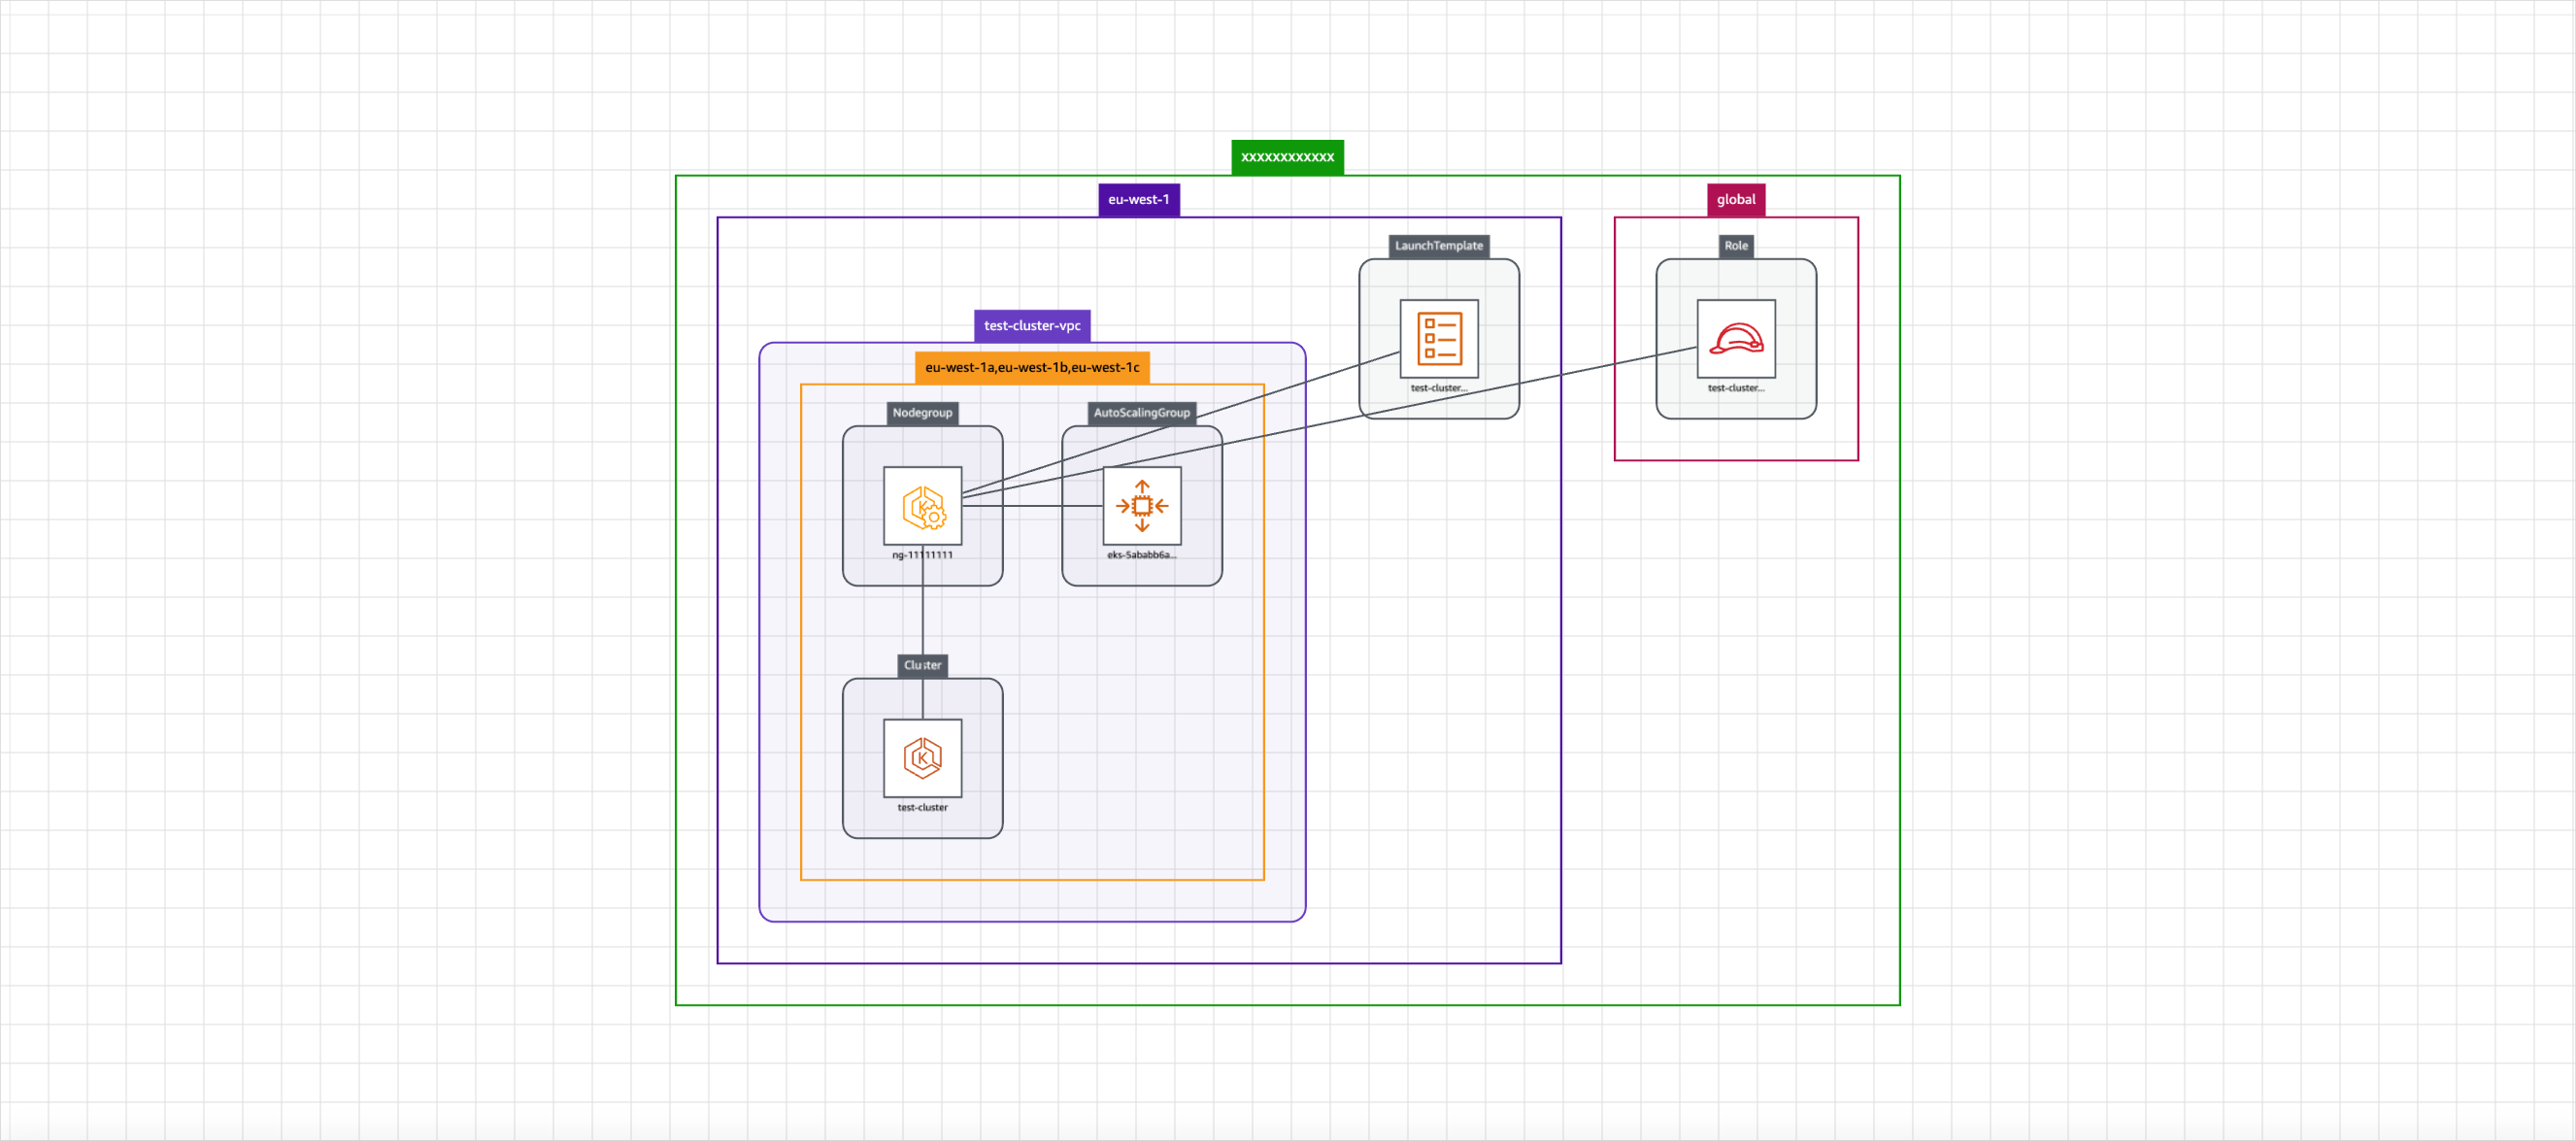 xxxxxxxxxxxx
eu-west-1
global
LaunchTemplate
Role
test-cluster...
test-cluster...
test-cluster-vpc
eu-west-1a,eu-west-1b,eu-west-1c
Nodegroup
AutoScalingGroup
ng-11111111
eks-5ababb6a...
Cluster
test-cluster